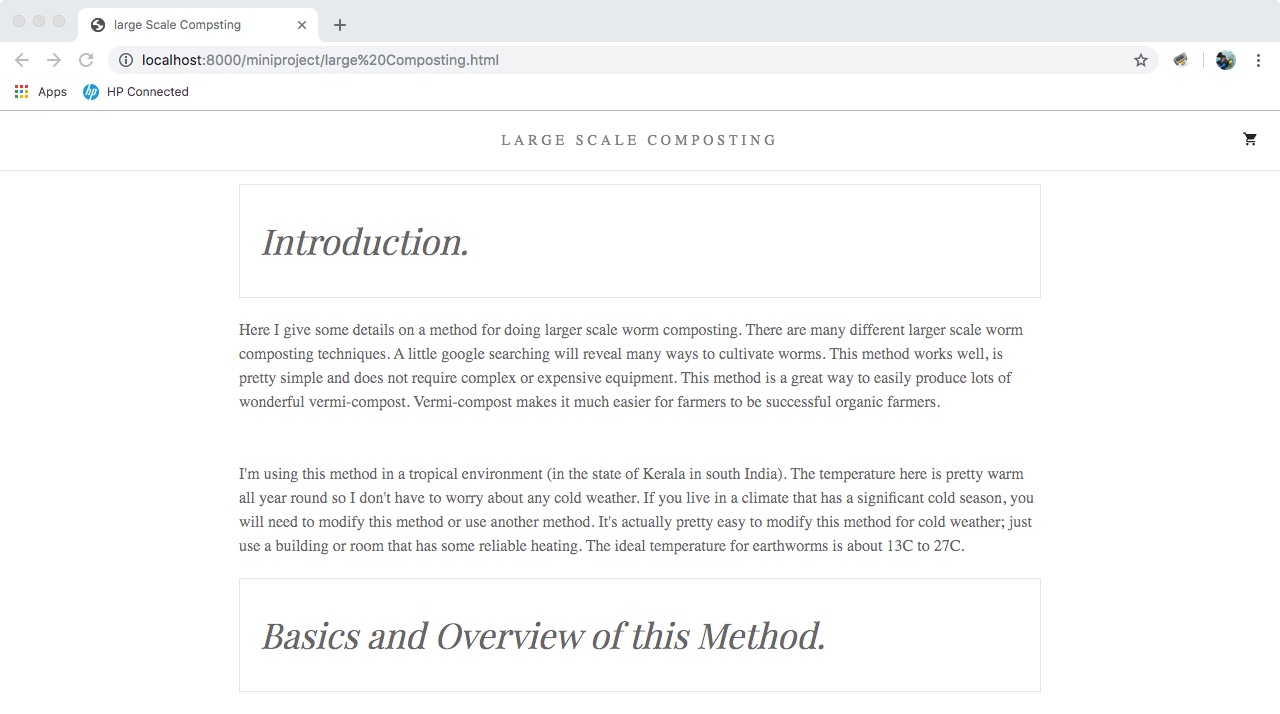 large Scale Compsting
localhost:8000/miniproject/large%20Composting.html
Apps
HP Connected
LARGE SCALE COMPOSTING
Introduction.
Here I give some details on a method for doing larger scale worm composting. There are many different larger scale worm
composting techniques. A little google searching will reveal many ways to cultivate worms. This method works well, is
pretty simple and does not require complex or expensive equipment. This method is a great way to easily produce lots of
wonderful vermi-compost. Vermi-compost makes it much easier for farmers to be successful organic farmers.
I'm using this method in a tropical environment (in the state of Kerala in south India). The temperature here is pretty warm
all year round so I don't have to worry about any cold weather. If you live in a climate that has a significant cold season, you
will need to modify this method or use another method. It's actually pretty easy to modify this method for cold weather; just
use a building or room that has some reliable heating. The ideal temperature for earthworms is about 13C to 27C.
Basics and Overview of this Method.